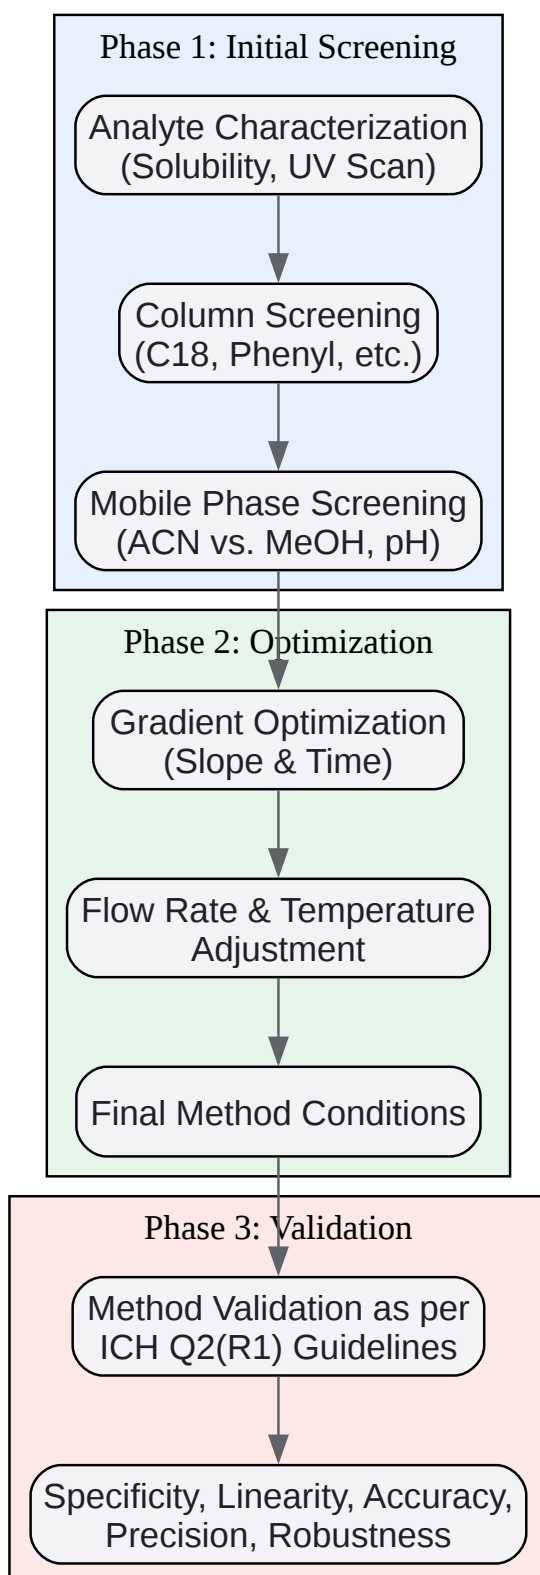 Phase 1: Initial Screening
Analyte Characterization
(Solubility, UV Scan)
Column Screening
(C18, Phenyl, etc.)
Mobile Phase Screening
(ACN vs. MeOH, pH)
Phase 2: Optimization
Gradient Optimization
(Slope & Time)
Flow Rate & Temperature
Adjustment
Final Method Conditions
Phase 3: Validation
Method Validation as per
ICH Q2(R1) Guidelines
Specificity, Linearity, Accuracy,
Precision, Robustness